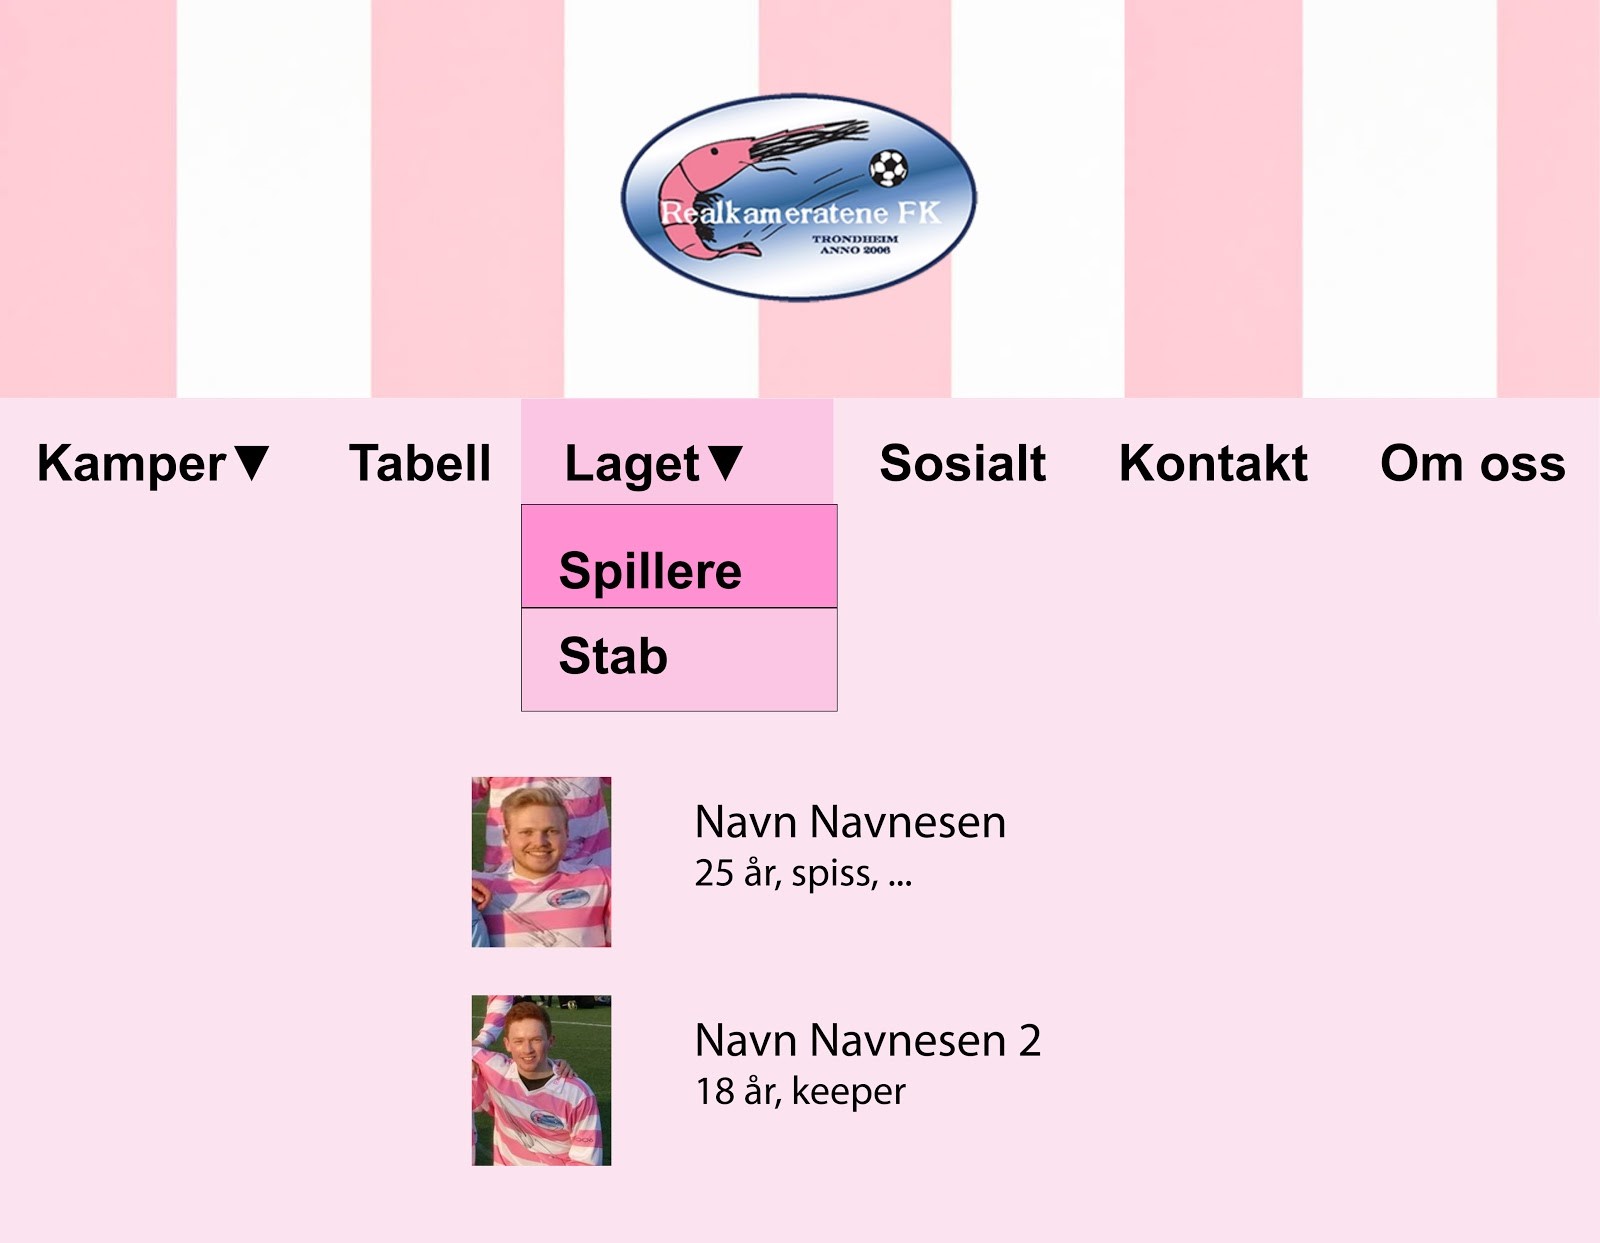 Realkameratene FK
TRONDHEIM
ANNO 2006
Kamper▼ Tabell Laget▼ Sosialt Kontakt Om oss
Spillere
Stab
Navn Navnesen
25 år, spiss, ...
Navn Navnesen 2
18 år, keeper